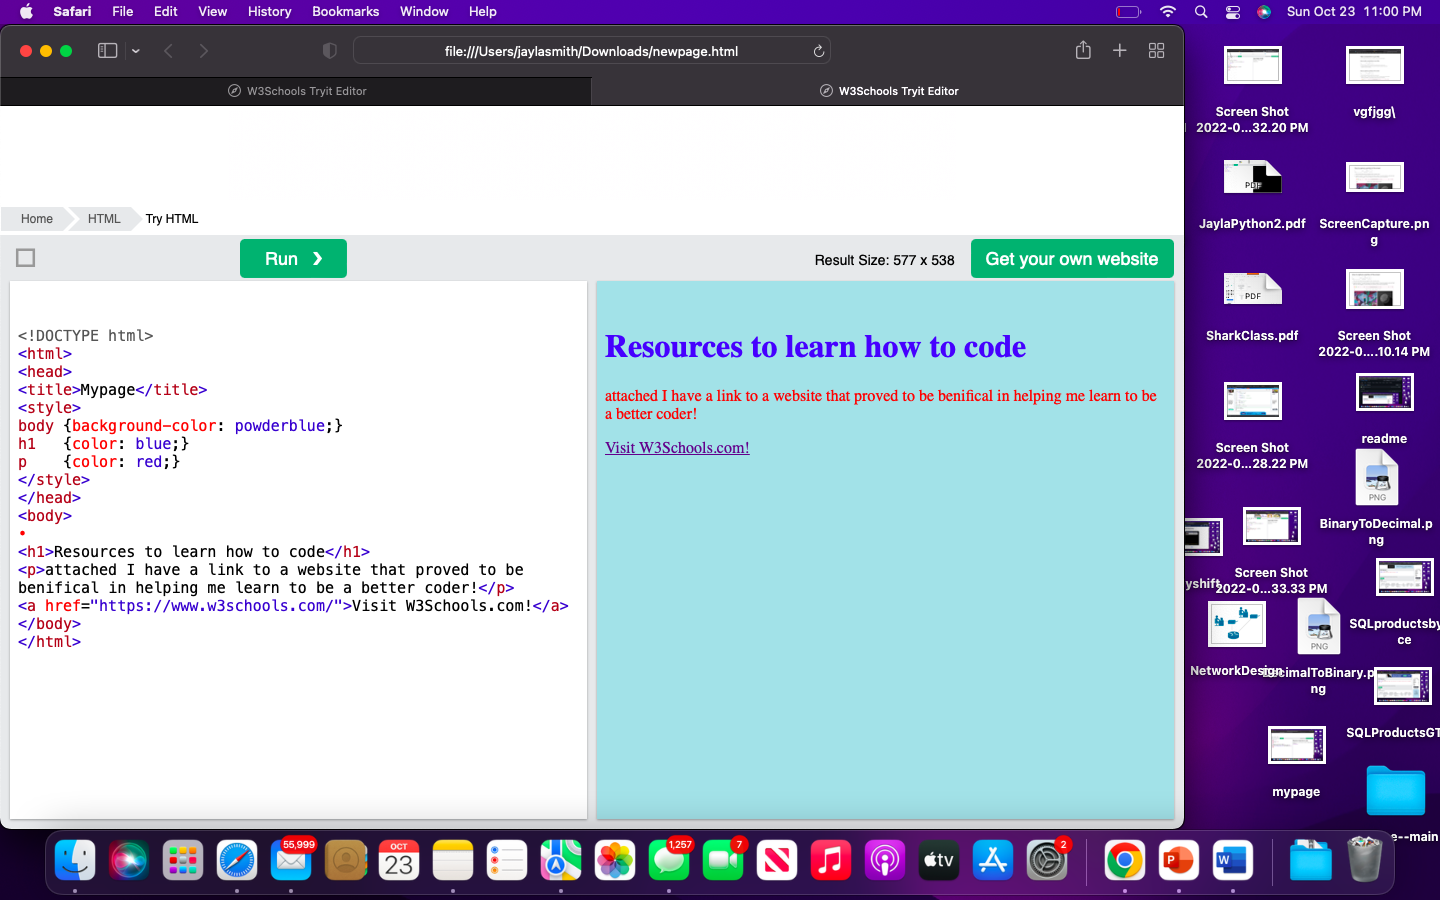 Safari File Edit View History Bookmarks Window Help Sun Oct 23 11:00 PM
file:///Users/jaylasmith/Downloads/newpage.html
W3Schools Tryit Editor
W3Schools Tryit Editor
Home HTML Try HTML
Run ❯
Result Size: 577 x 538
Get your own website
<!DOCTYPE html>
<html>
<head>
<title>Mypage</title>
<style>
body {background-color: powderblue;}
h1 {color: blue;}
p {color: red;}
</style>
</head>
<body>
<h1>Resources to learn how to code</h1>
<p>attached I have a link to a website that proved to be
benifical in helping me learn to be a better coder!</p>
<a href="https://www.w3schools.com/">Visit W3Schools.com!</a>
</body>
</html>
Resources to learn how to code
attached I have a link to a website that proved to be benifical in helping me learn to be
a better coder!
Visit W3Schools.com!
Screen Shot
2022-0...32.20 PM
vgfjgg\
PDF
JaylaPython2.pdf
ScreenCapture.pn
g
PDF
SharkClass.pdf
Screen Shot
2022-0....10.14 PM
Screen Shot
2022-0...28.22 PM
readme
PNG
BinaryToDecimal.p
ng
yshift
Screen Shot
2022-0...33.33 PM
SQLproductsby
ce
NetworkDesign
PNG
ecimalToBinary.p
ng
SQLProductsGT
mypage
e--main
55,999
OCT
23
1,257
7
tv
2
P
W